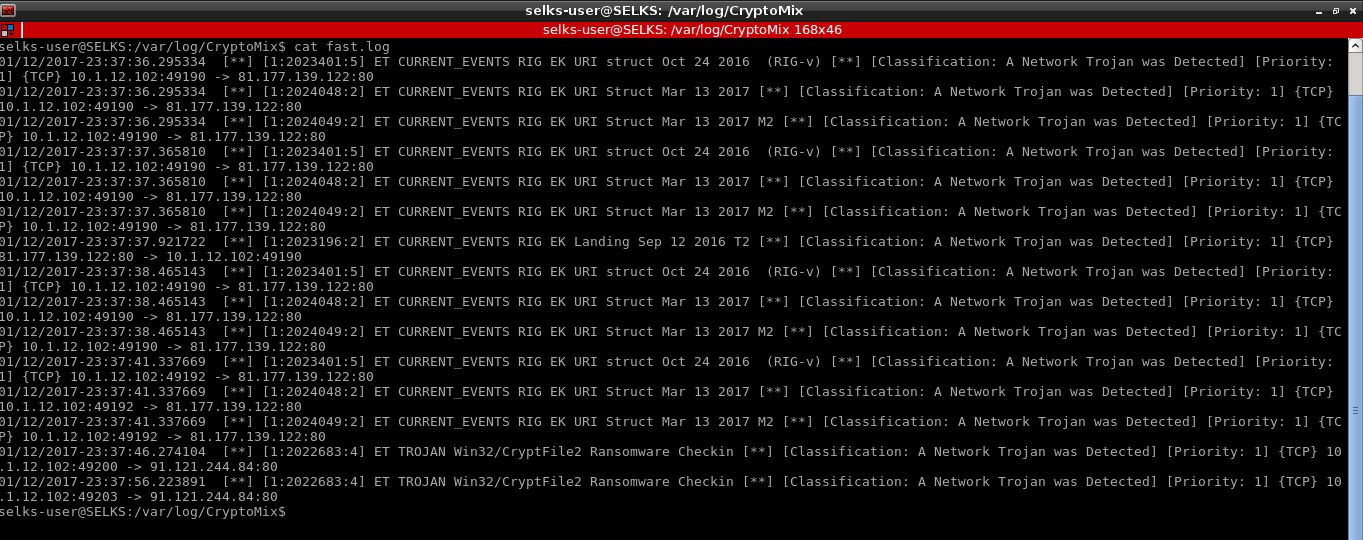 selks-user@SELKS: /var/log/CryptoMix
selks-user@SELKS: /var/log/CryptoMix 168x46
selks-user@SELKS:/var/log/CryptoMix$ cat fast.log
01/12/2017-23:37:36.295334  [**] [1:2023401:5] ET CURRENT_EVENTS RIG EK URI struct Oct 24 2016  (RIG-v) [**] [Classification: A Network Trojan was Detected] [Priority:
1] {TCP} 10.1.12.102:49190 -> 81.177.139.122:80
01/12/2017-23:37:36.295334  [**] [1:2024048:2] ET CURRENT_EVENTS RIG EK URI Struct Mar 13 2017 [**] [Classification: A Network Trojan was Detected] [Priority: 1] {TCP}
10.1.12.102:49190 -> 81.177.139.122:80
01/12/2017-23:37:36.295334  [**] [1:2024049:2] ET CURRENT_EVENTS RIG EK URI Struct Mar 13 2017 M2 [**] [Classification: A Network Trojan was Detected] [Priority: 1] {TC
P} 10.1.12.102:49190 -> 81.177.139.122:80
01/12/2017-23:37:37.365810  [**] [1:2023401:5] ET CURRENT_EVENTS RIG EK URI struct Oct 24 2016  (RIG-v) [**] [Classification: A Network Trojan was Detected] [Priority:
1] {TCP} 10.1.12.102:49190 -> 81.177.139.122:80
01/12/2017-23:37:37.365810  [**] [1:2024048:2] ET CURRENT_EVENTS RIG EK URI Struct Mar 13 2017 [**] [Classification: A Network Trojan was Detected] [Priority: 1] {TCP}
10.1.12.102:49190 -> 81.177.139.122:80
01/12/2017-23:37:37.365810  [**] [1:2024049:2] ET CURRENT_EVENTS RIG EK URI Struct Mar 13 2017 M2 [**] [Classification: A Network Trojan was Detected] [Priority: 1] {TC
P} 10.1.12.102:49190 -> 81.177.139.122:80
01/12/2017-23:37:37.921722  [**] [1:2023196:2] ET CURRENT_EVENTS RIG EK Landing Sep 12 2016 T2 [**] [Classification: A Network Trojan was Detected] [Priority: 1] {TCP}
81.177.139.122:80 -> 10.1.12.102:49190
01/12/2017-23:37:38.465143  [**] [1:2023401:5] ET CURRENT_EVENTS RIG EK URI struct Oct 24 2016  (RIG-v) [**] [Classification: A Network Trojan was Detected] [Priority:
1] {TCP} 10.1.12.102:49190 -> 81.177.139.122:80
01/12/2017-23:37:38.465143  [**] [1:2024048:2] ET CURRENT_EVENTS RIG EK URI Struct Mar 13 2017 [**] [Classification: A Network Trojan was Detected] [Priority: 1] {TCP}
10.1.12.102:49190 -> 81.177.139.122:80
01/12/2017-23:37:38.465143  [**] [1:2024049:2] ET CURRENT_EVENTS RIG EK URI Struct Mar 13 2017 M2 [**] [Classification: A Network Trojan was Detected] [Priority: 1] {TC
P} 10.1.12.102:49190 -> 81.177.139.122:80
01/12/2017-23:37:41.337669  [**] [1:2023401:5] ET CURRENT_EVENTS RIG EK URI struct Oct 24 2016  (RIG-v) [**] [Classification: A Network Trojan was Detected] [Priority:
1] {TCP} 10.1.12.102:49192 -> 81.177.139.122:80
01/12/2017-23:37:41.337669  [**] [1:2024048:2] ET CURRENT_EVENTS RIG EK URI Struct Mar 13 2017 [**] [Classification: A Network Trojan was Detected] [Priority: 1] {TCP}
10.1.12.102:49192 -> 81.177.139.122:80
01/12/2017-23:37:41.337669  [**] [1:2024049:2] ET CURRENT_EVENTS RIG EK URI Struct Mar 13 2017 M2 [**] [Classification: A Network Trojan was Detected] [Priority: 1] {TC
P} 10.1.12.102:49192 -> 81.177.139.122:80
01/12/2017-23:37:46.274104  [**] [1:2022683:4] ET TROJAN Win32/CryptFile2 Ransomware Checkin [**] [Classification: A Network Trojan was Detected] [Priority: 1] {TCP} 10
.1.12.102:49200 -> 91.121.244.84:80
01/12/2017-23:37:56.223891  [**] [1:2022683:4] ET TROJAN Win32/CryptFile2 Ransomware Checkin [**] [Classification: A Network Trojan was Detected] [Priority: 1] {TCP} 10
.1.12.102:49203 -> 91.121.244.84:80
selks-user@SELKS:/var/log/CryptoMix$